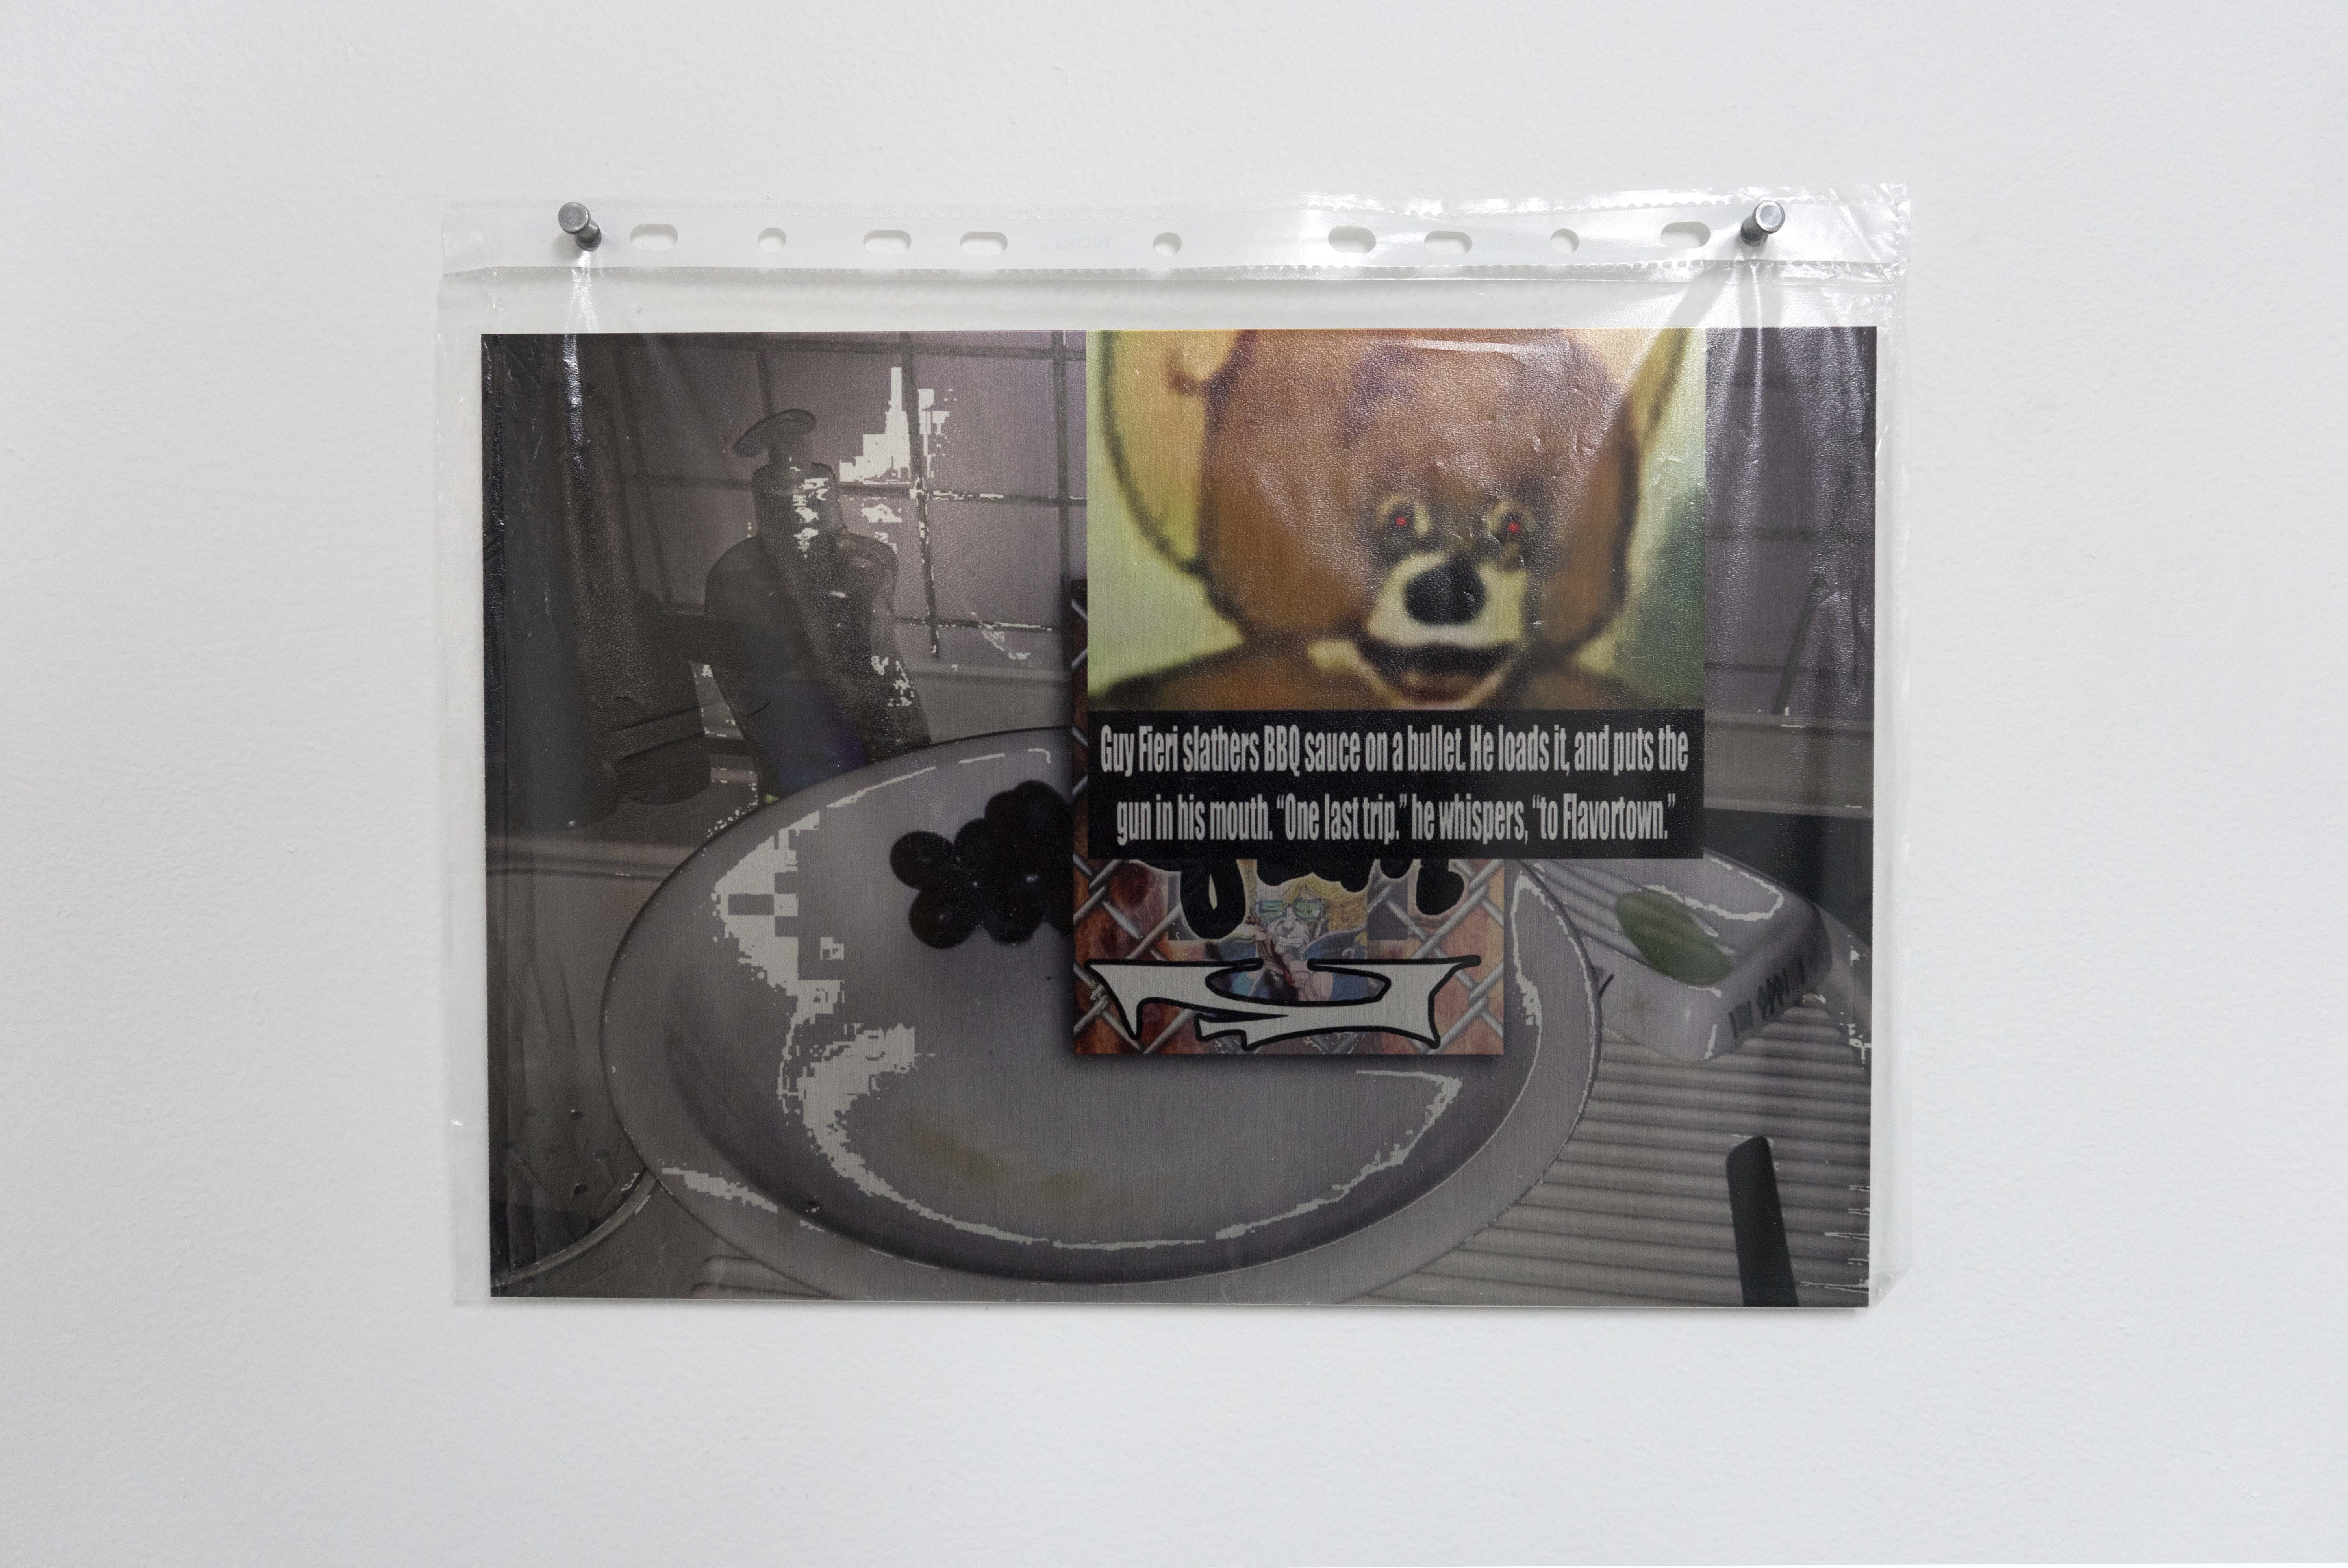 Guy Fieri slathers BBQ sauce on a bullet. He loads it, and puts the
gun in his mouth. “One last trip.” he whispers, “to Flavortown.”